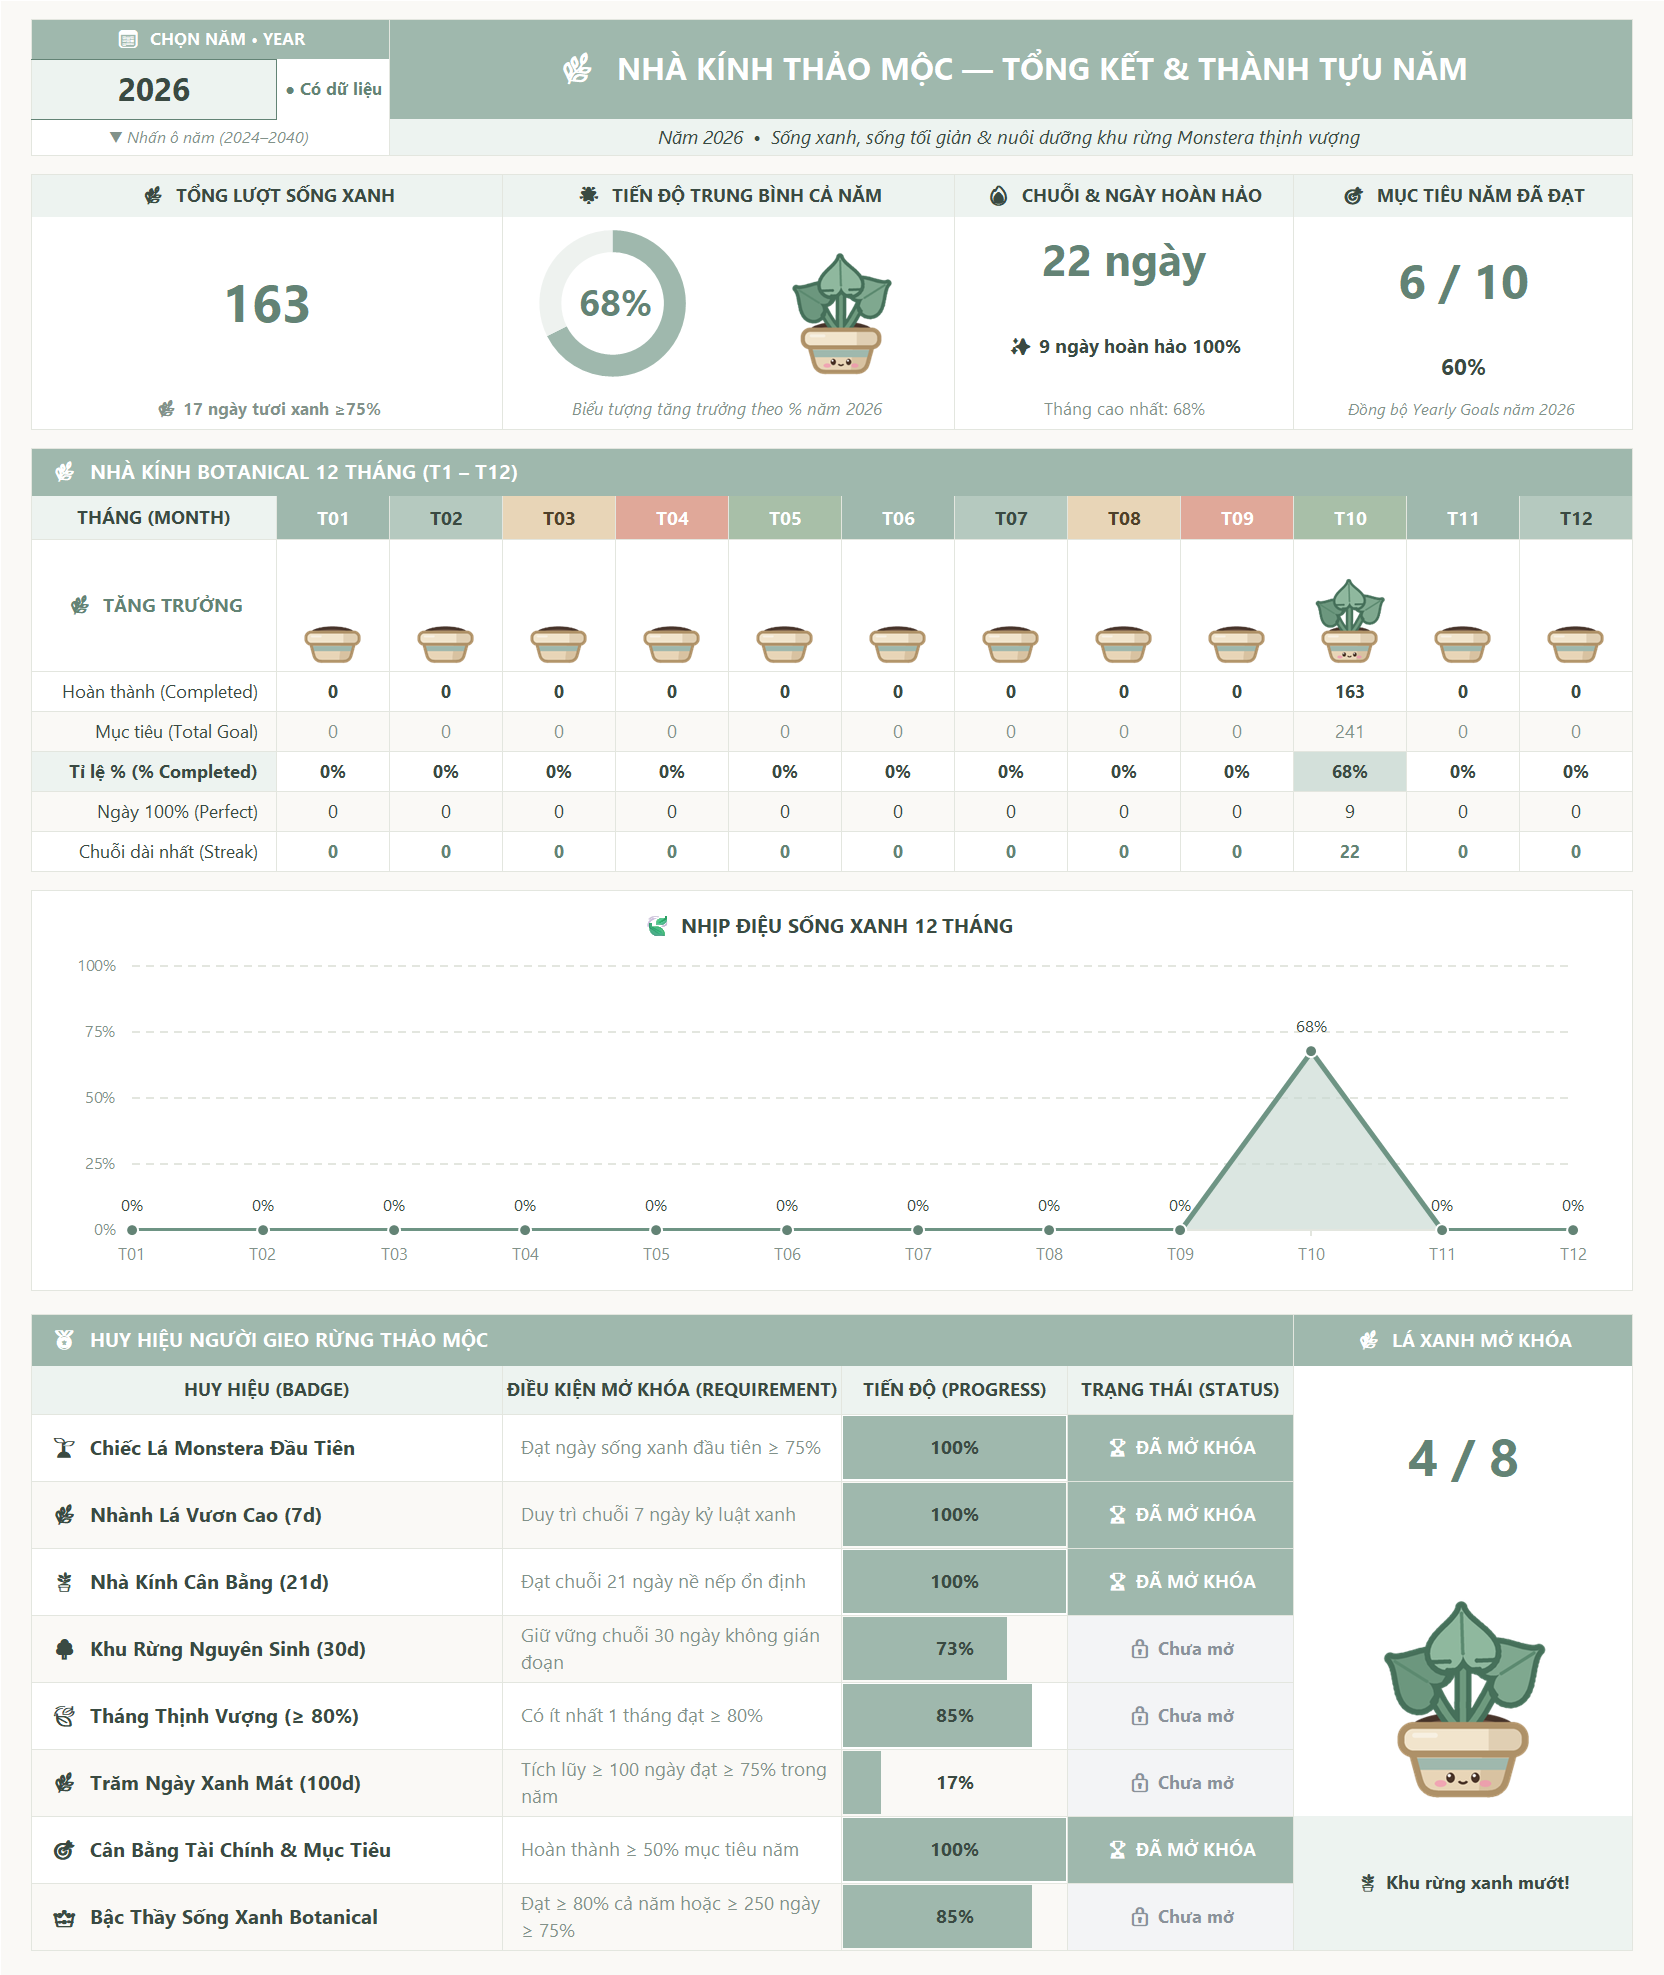 CHỌN NĂM • YEAR
2026
• Có dữ liệu
▼ Nhấn ô năm (2024–2040)
NHÀ KÍNH THẢO MỘC — TỔNG KẾT & THÀNH TỰU NĂM
Năm 2026 • Sống xanh, sống tối giản & nuôi dưỡng khu rừng Monstera thịnh vượng
TỔNG LƯỢT SỐNG XANH
163
17 ngày tươi xanh ≥75%
TIẾN ĐỘ TRUNG BÌNH CẢ NĂM
68%
Biểu tượng tăng trưởng theo % năm 2026
CHUỖI & NGÀY HOÀN HẢO
22 ngày
9 ngày hoàn hảo 100%
Tháng cao nhất: 68%
MỤC TIÊU NĂM ĐÃ ĐẠT
6 / 10
60%
Đồng bộ Yearly Goals năm 2026
NHÀ KÍNH BOTANICAL 12 THÁNG (T1 – T12)
THÁNG (MONTH) T01 T02 T03 T04 T05 T06 T07 T08 T09 T10 T11 T12
TĂNG TRƯỞNG
Hoàn thành (Completed) 0 0 0 0 0 0 0 0 0 163 0 0
Mục tiêu (Total Goal) 0 0 0 0 0 0 0 0 0 241 0 0
Tỉ lệ % (% Completed) 0% 0% 0% 0% 0% 0% 0% 0% 0% 68% 0% 0%
Ngày 100% (Perfect) 0 0 0 0 0 0 0 0 0 9 0 0
Chuỗi dài nhất (Streak) 0 0 0 0 0 0 0 0 0 22 0 0
NHỊP ĐIỆU SỐNG XANH 12 THÁNG
100%
75%
68%
50%
25%
0% 0% 0% 0% 0% 0% 0% 0% 0% 0% 0%
0%
T01 T02 T03 T04 T05 T06 T07 T08 T09 T10 T11 T12
HUY HIỆU NGƯỜI GIEO RỪNG THẢO MỘC
HUY HIỆU (BADGE) ĐIỀU KIỆN MỞ KHÓA (REQUIREMENT) TIẾN ĐỘ (PROGRESS) TRẠNG THÁI (STATUS)
Chiếc Lá Monstera Đầu Tiên Đạt ngày sống xanh đầu tiên ≥ 75% 100% ĐÃ MỞ KHÓA
Nhành Lá Vươn Cao (7d) Duy trì chuỗi 7 ngày kỷ luật xanh 100% ĐÃ MỞ KHÓA
Nhà Kính Cân Bằng (21d) Đạt chuỗi 21 ngày nề nếp ổn định 100% ĐÃ MỞ KHÓA
Khu Rừng Nguyên Sinh (30d) Giữ vững chuỗi 30 ngày không gián
đoạn 73% Chưa mở
Tháng Thịnh Vượng (≥ 80%) Có ít nhất 1 tháng đạt ≥ 80% 85% Chưa mở
Trăm Ngày Xanh Mát (100d) Tích lũy ≥ 100 ngày đạt ≥ 75% trong
năm 17% Chưa mở
Cân Bằng Tài Chính & Mục Tiêu Hoàn thành ≥ 50% mục tiêu năm 100% ĐÃ MỞ KHÓA
Bậc Thầy Sống Xanh Botanical Đạt ≥ 80% cả năm hoặc ≥ 250 ngày
≥ 75% 85% Chưa mở
LÁ XANH MỞ KHÓA
4 / 8
Khu rừng xanh mướt!